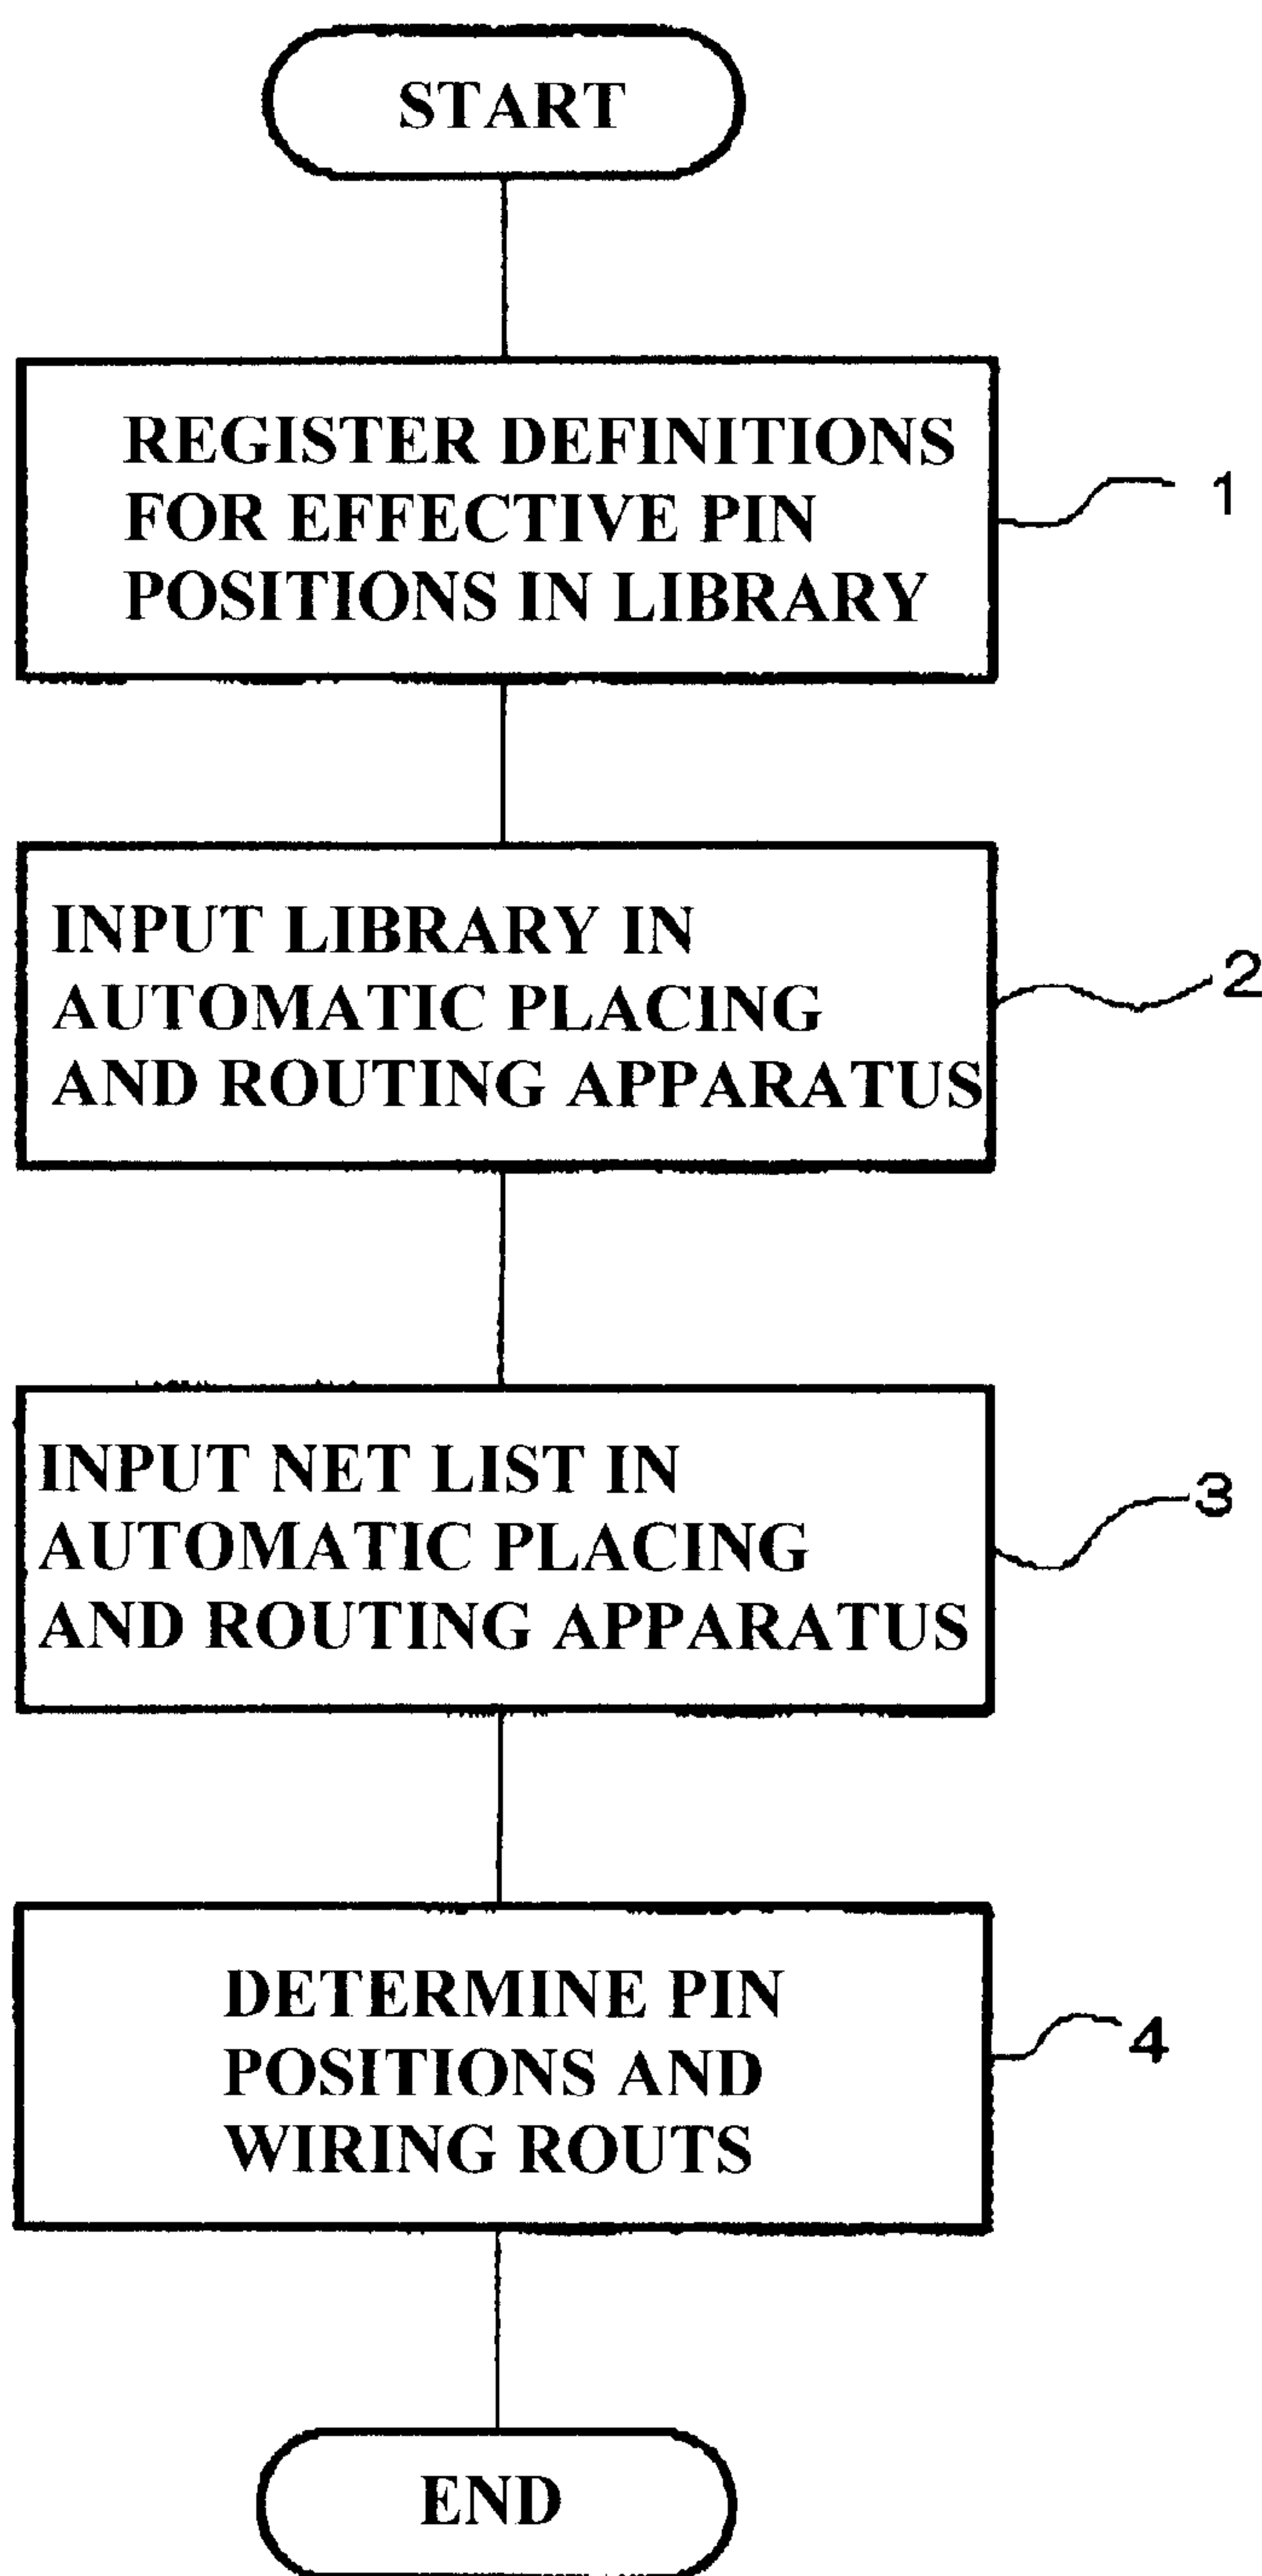 START
REGISTER DEFINITIONS
FOR EFFECTIVE PIN
POSITIONS IN LIBRARY
1
INPUT LIBRARY IN
AUTOMATIC PLACING
AND ROUTING APPARATUS
2
INPUT NET LIST IN
AUTOMATIC PLACING
AND ROUTING APPARATUS
3
DETERMINE PIN
POSITIONS AND
WIRING ROUTS
4
END